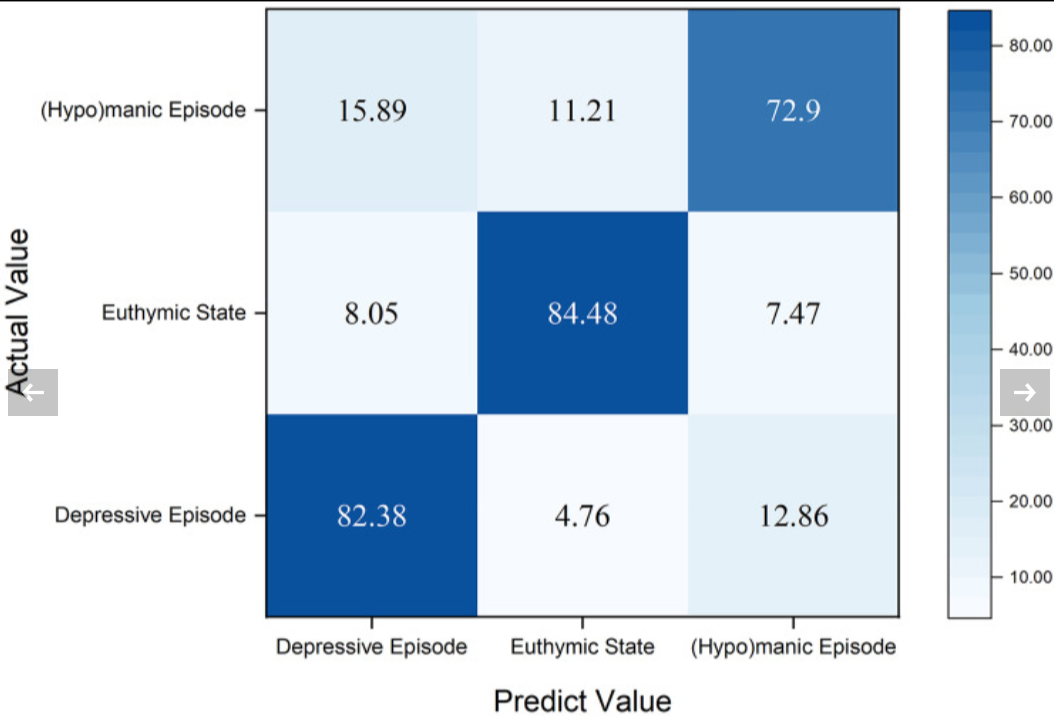 80.00
(Hypo)manic Episode 15.89 11.21 72.9
70.00
60.00
50.00
Actual Value
Euthymic State 8.05 84.48 7.47
40.00
30.00
20.00
Depressive Episode 82.38 4.76 12.86
10.00
Depressive Episode Euthymic State (Hypo)manic Episode
Predict Value